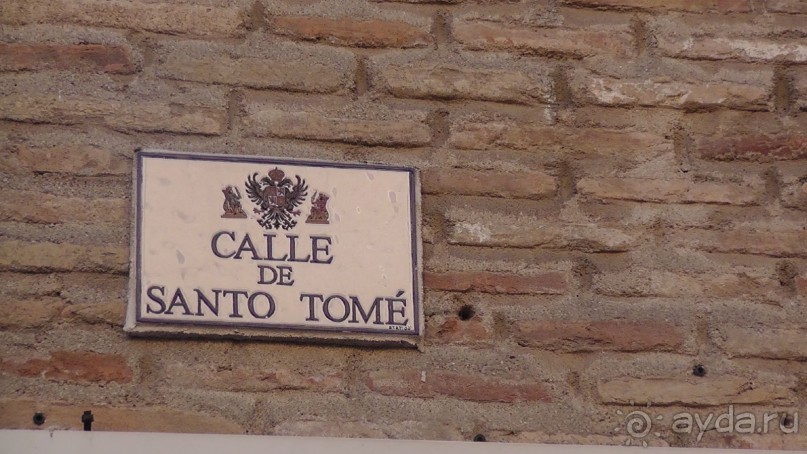 CALLE
DE
SANTO TOMÉ
ayda.ru